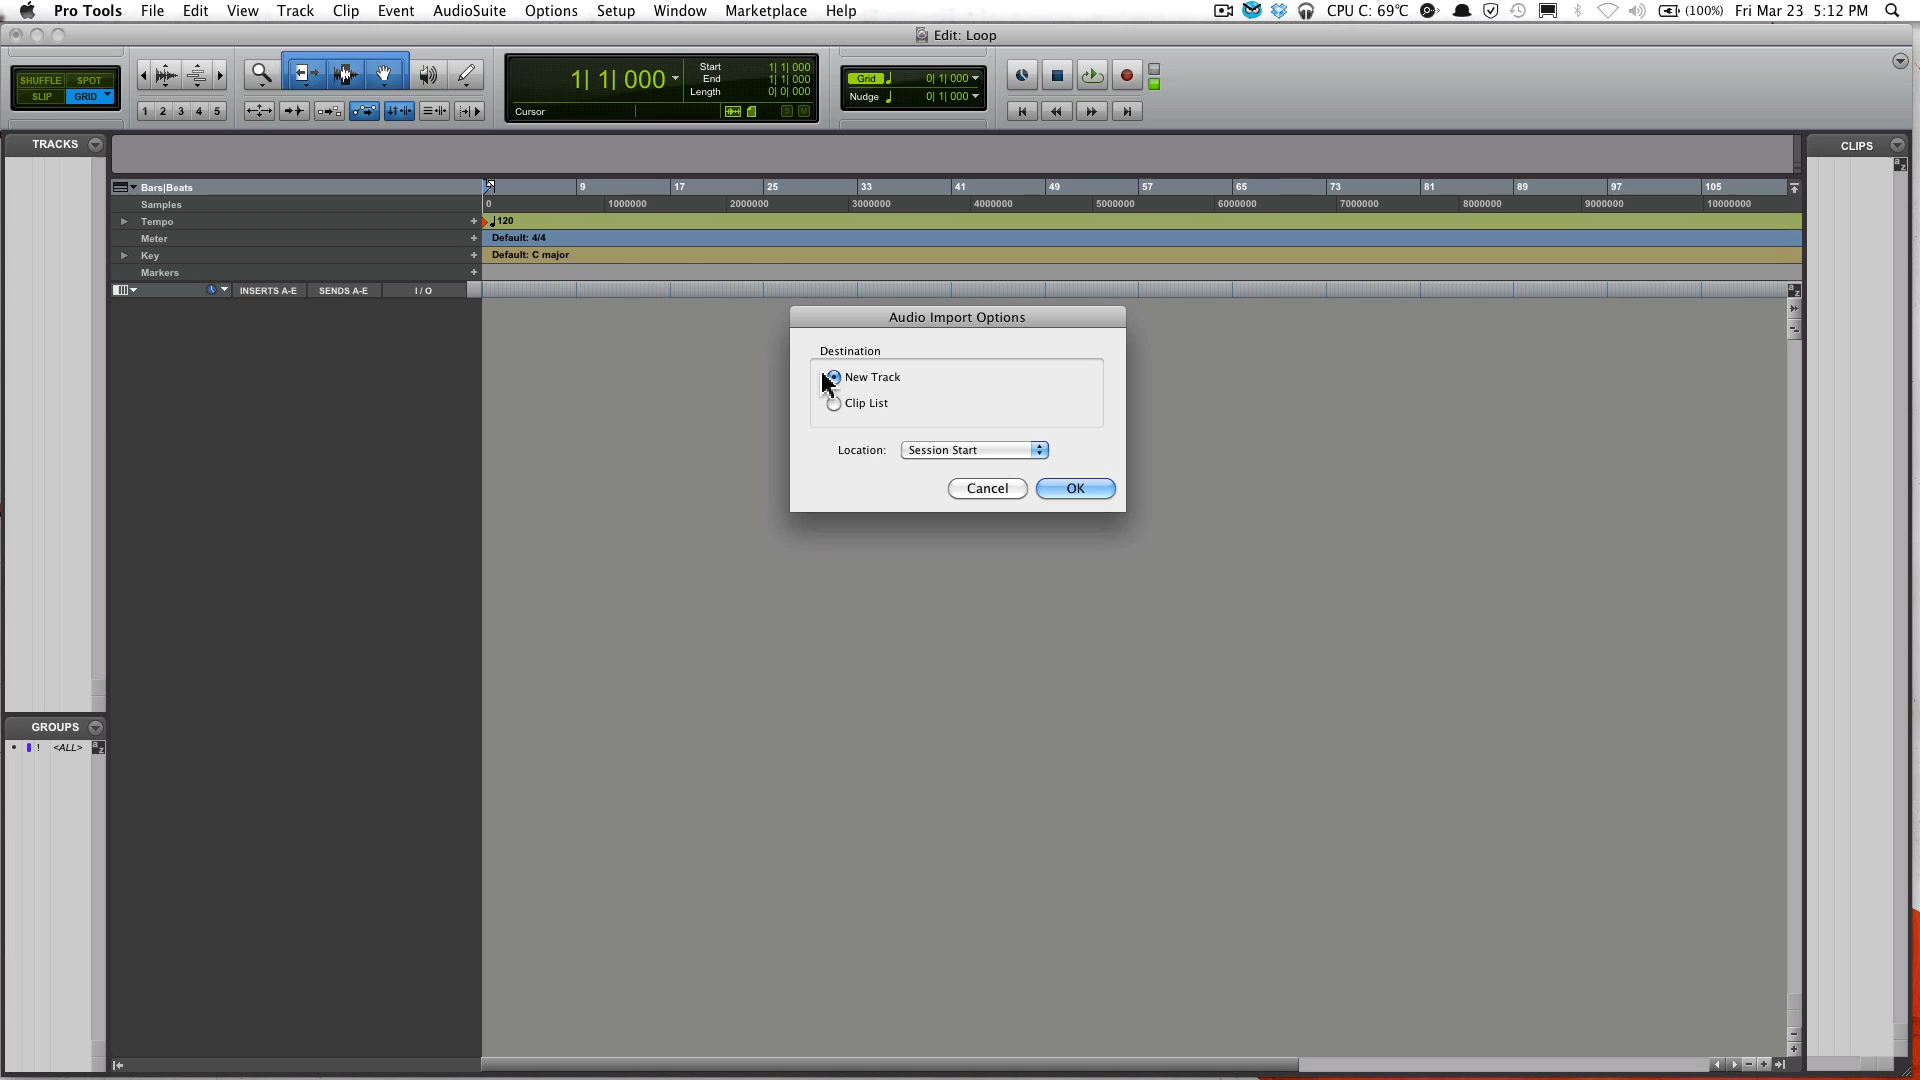 Pro Tools File Edit View Track Clip Event AudioSuite Options Setup Window Marketplace Help CPU C: 69℃ (100%) Fri Mar 23 5:12 PM
Edit: Loop
SHUFFLE SPOT
SLIP GRID
1 2 3 4 5
1| 1| 000
Start 1| 1| 000
End 1| 1| 000
Length 0| 0| 000
Cursor
S M
Grid 0| 1| 000
Nudge 0| 1| 000
TRACKS
CLIPS
Bars|Beats 9 17 25 33 41 49 57 65 73 81 89 97 105
Samples 0 1000000 2000000 3000000 4000000 5000000 6000000 7000000 8000000 9000000 10000000
Tempo + 120
Meter + Default: 4/4
Key + Default: C major
Markers +
INSERTS A-E SENDS A-E I / O
Audio Import Options
Destination
New Track
Clip List
Location: Session Start
Cancel OK
GROUPS
! <ALL>